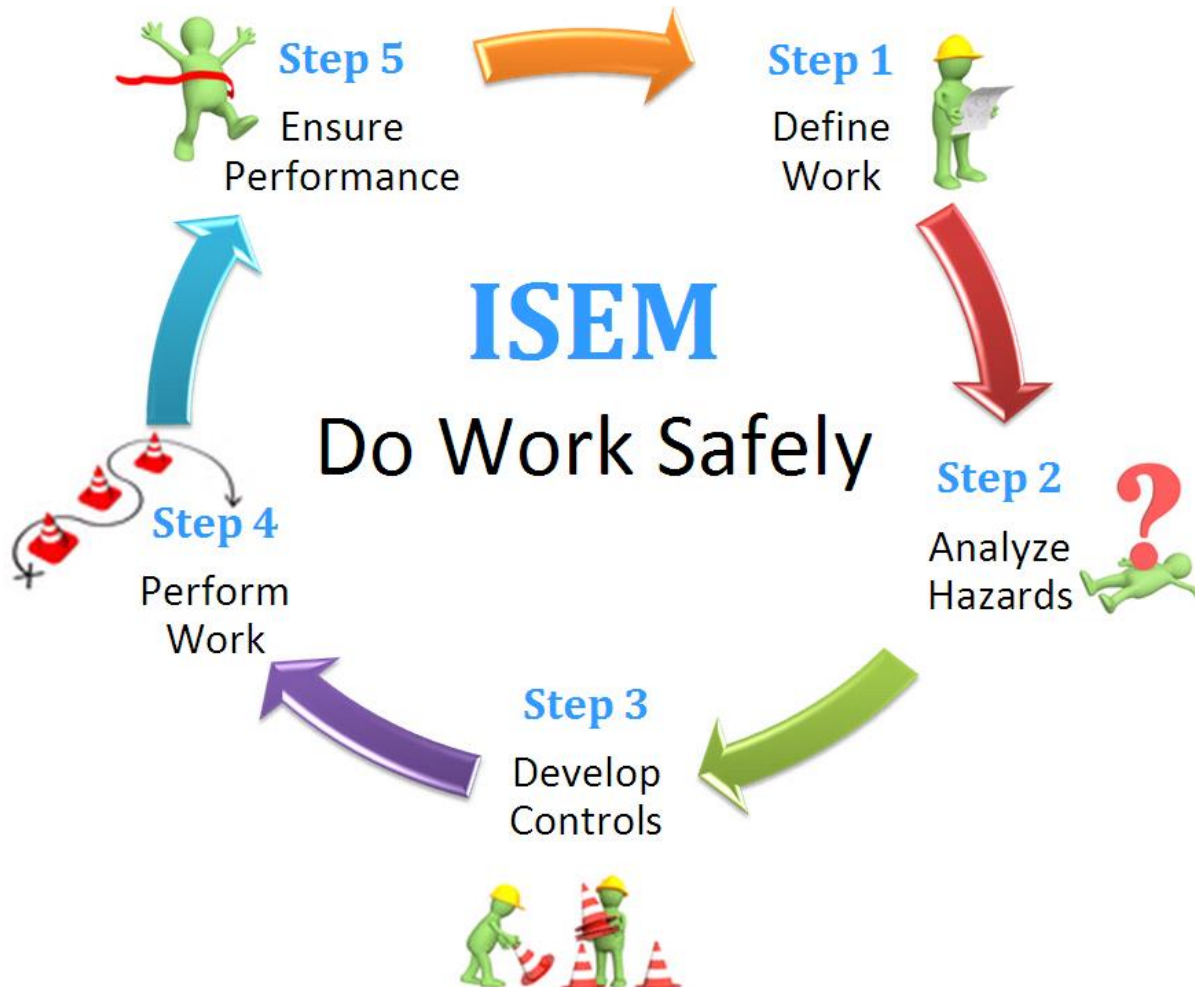 Step 5
Ensure
Performance
Step 1
Define
Work
ISEM
Do Work Safely
Step 2
Analyze
Hazards
Step 4
Perform
Work
Step 3
Develop
Controls